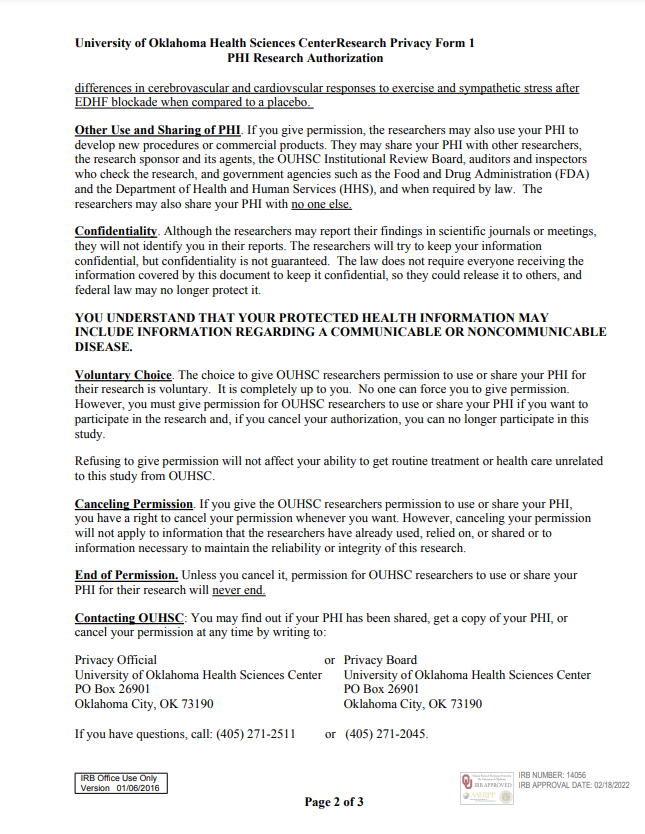 University of Oklahoma Health Sciences CenterResearch Privacy Form 1
PHI Research Authorization
differences in cerebrovascular and cardiovscular responses to exercise and sympathetic stress after
EDHF blockade when compared to a placebo.
Other Use and Sharing of PHI. If you give permission, the researchers may also use your PHI to
develop new procedures or commercial products. They may share your PHI with other researchers,
the research sponsor and its agents, the OUHSC Institutional Review Board, auditors and inspectors
who check the research, and government agencies such as the Food and Drug Administration (FDA)
and the Department of Health and Human Services (HHS), and when required by law. The
researchers may also share your PHI with no one else.
Confidentiality. Although the researchers may report their findings in scientific journals or meetings,
they will not identify you in their reports. The researchers will try to keep your information
confidential, but confidentiality is not guaranteed. The law does not require everyone receiving the
information covered by this document to keep it confidential, so they could release it to others, and
federal law may no longer protect it.
YOU UNDERSTAND THAT YOUR PROTECTED HEALTH INFORMATION MAY
INCLUDE INFORMATION REGARDING A COMMUNICABLE OR NONCOMMUNICABLE
DISEASE.
Voluntary Choice. The choice to give OUHSC researchers permission to use or share your PHI for
their research is voluntary. It is completely up to you. No one can force you to give permission.
However, you must give permission for OUHSC researchers to use or share your PHI if you want to
participate in the research and, if you cancel your authorization, you can no longer participate in this
study.
Refusing to give permission will not affect your ability to get routine treatment or health care unrelated
to this study from OUHSC.
Canceling Permission. If you give the OUHSC researchers permission to use or share your PHI,
you have a right to cancel your permission whenever you want. However, canceling your permission
will not apply to information that the researchers have already used, relied on, or shared or to
information necessary to maintain the reliability or integrity of this research.
End of Permission. Unless you cancel it, permission for OUHSC researchers to use or share your
PHI for their research will never end.
Contacting OUHSC: You may find out if your PHI has been shared, get a copy of your PHI, or
cancel your permission at any time by writing to:
Privacy Official or Privacy Board
University of Oklahoma Health Sciences Center University of Oklahoma Health Sciences Center
PO Box 26901 PO Box 26901
Oklahoma City, OK 73190 Oklahoma City, OK 73190
If you have questions, call: (405) 271-2511 or (405) 271-2045.
IRB Office Use Only
Version 01/06/2016
IRB APPROVED
IRB NUMBER: 14056
IRB APPROVAL DATE: 02/18/2022
Page 2 of 3